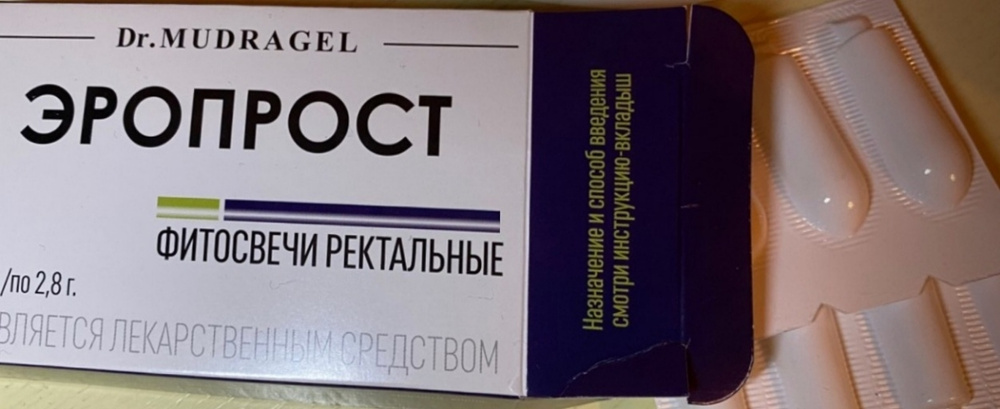 Dr. MUDRAGEL
ЭРОПРОСТ
ФИТОСВЕЧИ РЕКТАЛЬНЫЕ
/по 2,8 г.
ВЛЯЕТСЯ ЛЕКАРСТВЕННЫМ СРЕДСТВОМ
Назначение и способ введения
смотри инструкцию-вкладыш